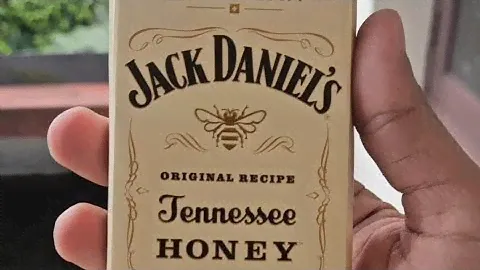 JACK DANIEL'S
ORIGINAL RECIPE
Tennessee
HONEY